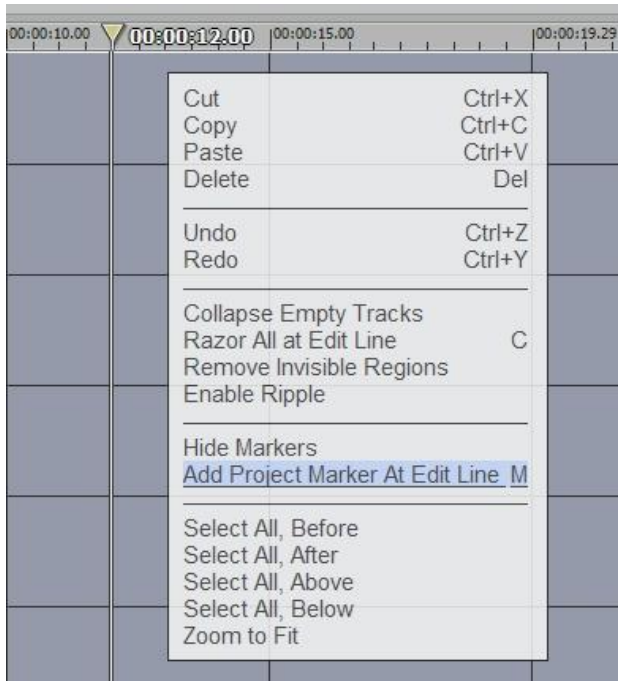 00:00:10.00 00:00:12.00 00:00:15.00 00:00:19.29
Cut Ctrl+X
Copy Ctrl+C
Paste Ctrl+V
Delete Del
Undo Ctrl+Z
Redo Ctrl+Y
Collapse Empty Tracks
Razor All at Edit Line C
Remove Invisible Regions
Enable Ripple
Hide Markers
Add Project Marker At Edit Line M
Select All, Before
Select All, After
Select All, Above
Select All, Below
Zoom to Fit